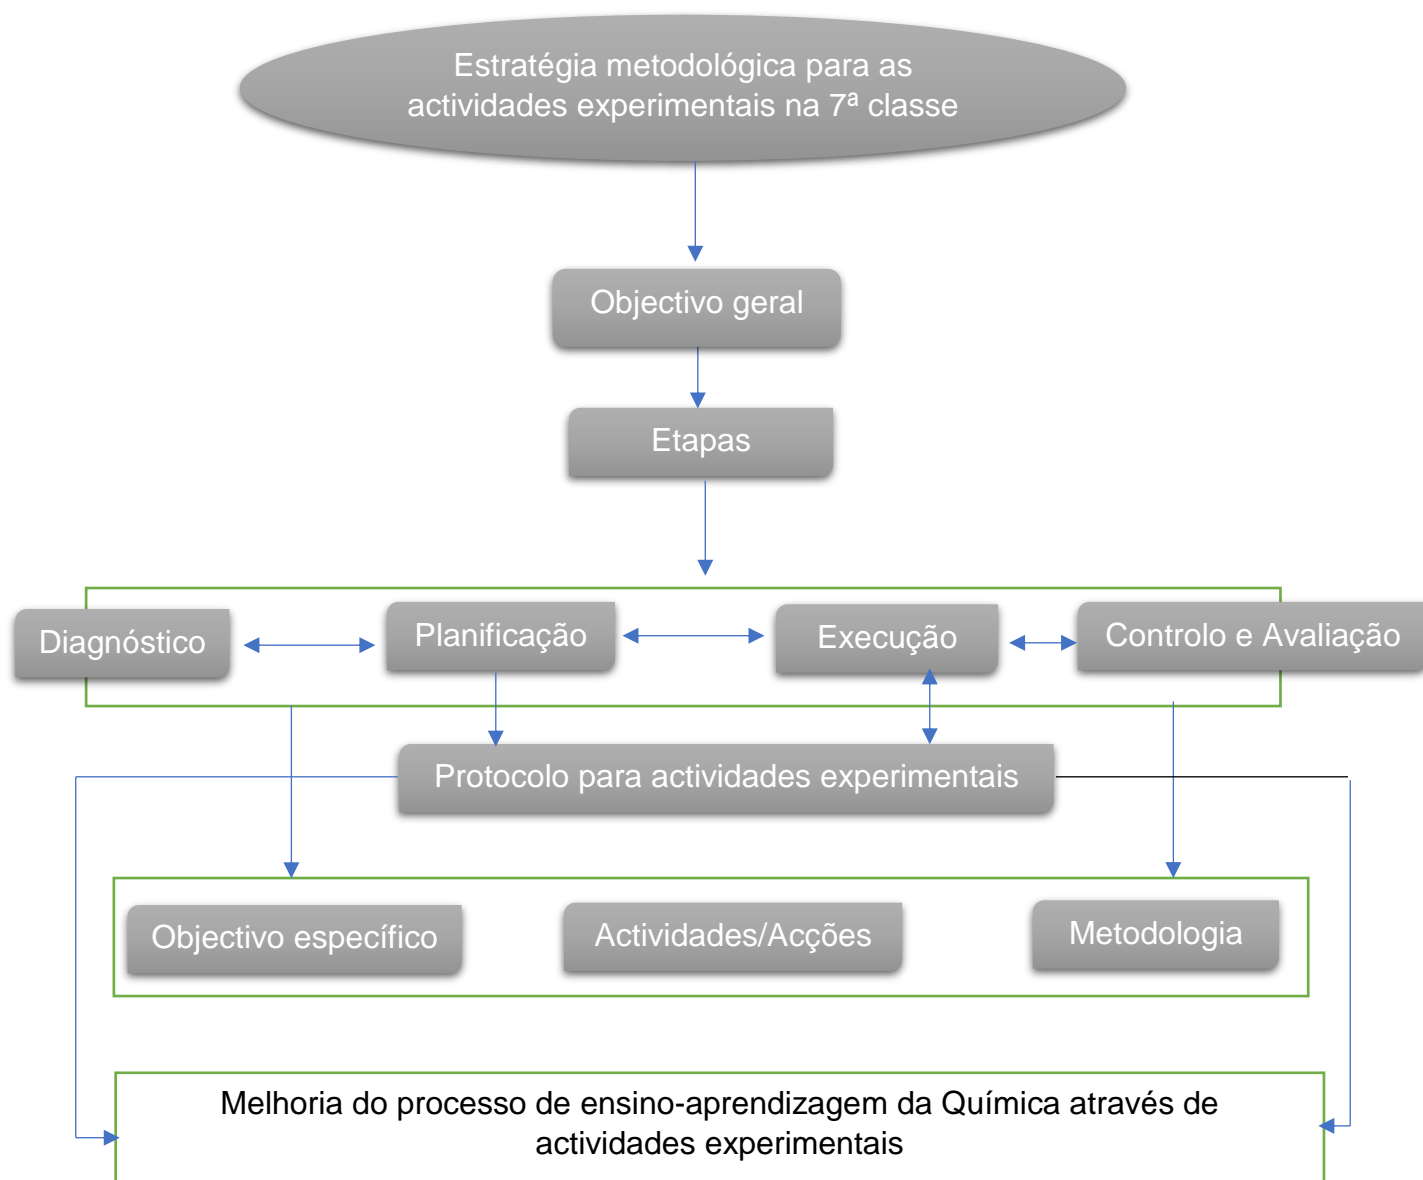 Estratégia metodológica para as
actividades experimentais na 7ª classe
Objectivo geral
Etapas
Diagnóstico
Planificação
Execução
Controlo e Avaliação
Protocolo para actividades experimentais
Objectivo específico
Actividades/Acções
Metodologia
Melhoria do processo de ensino-aprendizagem da Química através de
actividades experimentais